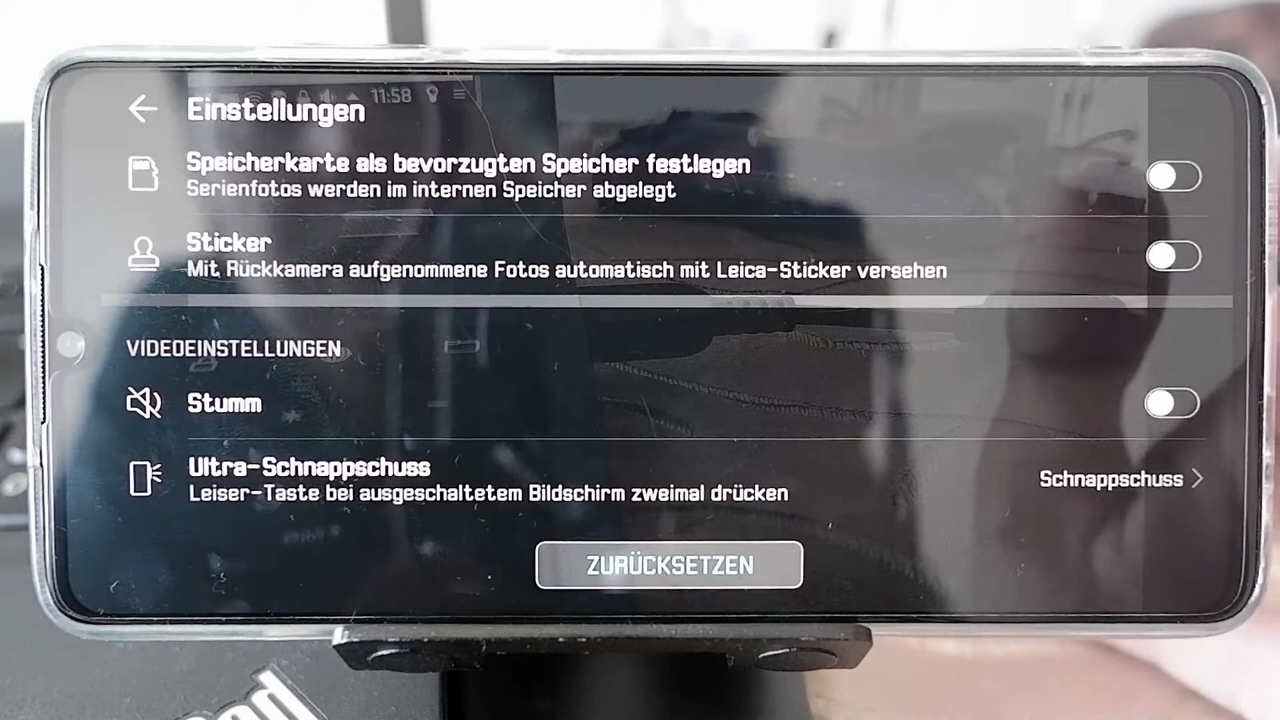 11:58
Einstellungen
Speicherkarte als bevorzugten Speicher festlegen
Serienfotos werden im internen Speicher abgelegt
Sticker
Mit Rückkamera aufgenommene Fotos automatisch mit Leica-Sticker versehen
VIDEOEINSTELLUNGEN
Stumm
Ultra-Schnappschuss
Leiser-Taste bei ausgeschaltetem Bildschirm zweimal drücken
Schnappschuss
ZURÜCKSETZEN